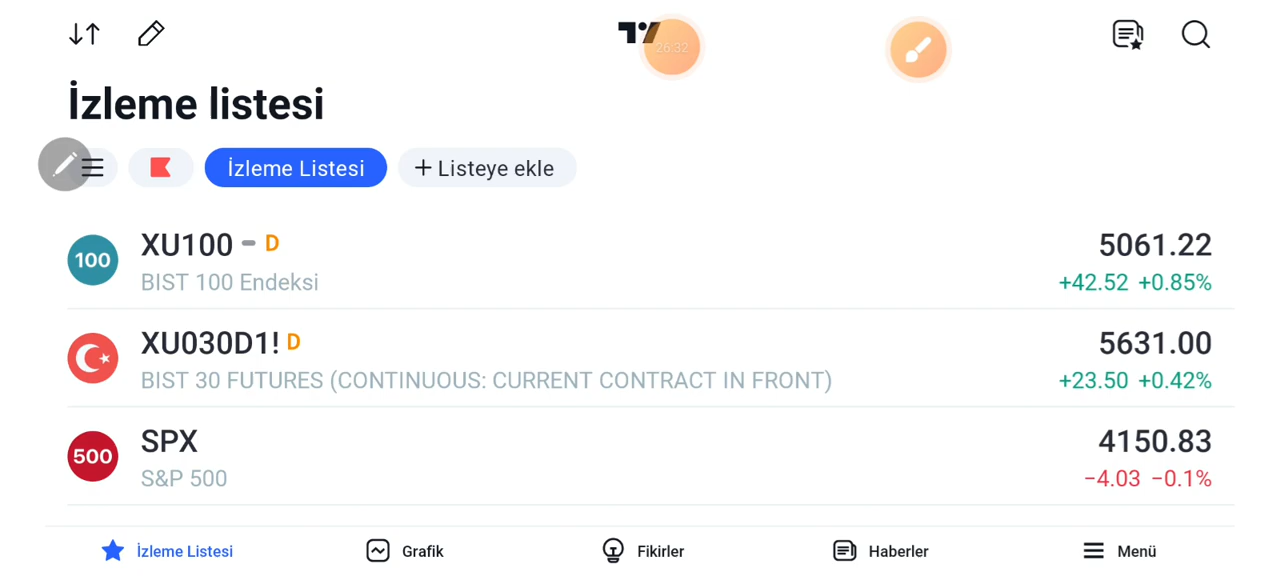 26:32
İzleme listesi
İzleme Listesi
+ Listeye ekle
100
XU100 D
5061.22
BIST 100 Endeksi
+42.52 +0.85%
XU030D1! D
5631.00
BIST 30 FUTURES (CONTINUOUS: CURRENT CONTRACT IN FRONT)
+23.50 +0.42%
500
SPX
4150.83
S&P 500
−4.03 −0.1%
İzleme Listesi
Grafik
Fikirler
Haberler
Menü